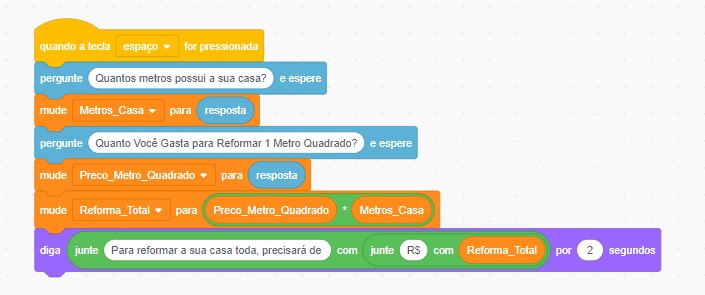 quando a tecla espaço for pressionada
pergunte Quantos metros possui a sua casa? e espere
mude Metros_Casa para resposta
pergunte Quanto Você Gasta para Reformar 1 Metro Quadrado? e espere
mude Preco_Metro_Quadrado para resposta
mude Reforma_Total para Preco_Metro_Quadrado * Metros_Casa
diga junte Para reformar a sua casa toda, precisará de com junte R$ com Reforma_Total por 2 segundos